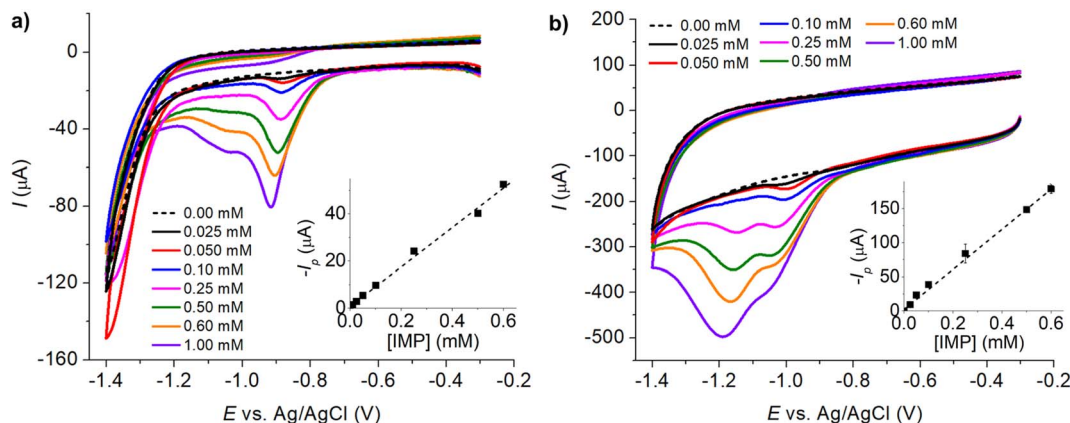 a)
0
-40
-80
-120
-160
I (μA)
0.00 mM
0.025 mM
0.050 mM
0.10 mM
0.25 mM
0.50 mM
0.60 mM
1.00 mM
-Ip (μA)
40
20
0
0.0 0.2 0.4 0.6
[IMP] (mM)
-1.4 -1.2 -1.0 -0.8 -0.6 -0.4 -0.2
E vs. Ag/AgCl (V)
b)
200
100
0
-100
-200
-300
-400
-500
I (μA)
0.00 mM
0.025 mM
0.050 mM
0.10 mM
0.25 mM
0.50 mM
0.60 mM
1.00 mM
-Ip (μA)
150
100
50
0
0.0 0.2 0.4 0.6
[IMP] (mM)
-1.4 -1.2 -1.0 -0.8 -0.6 -0.4 -0.2
E vs. Ag/AgCl (V)